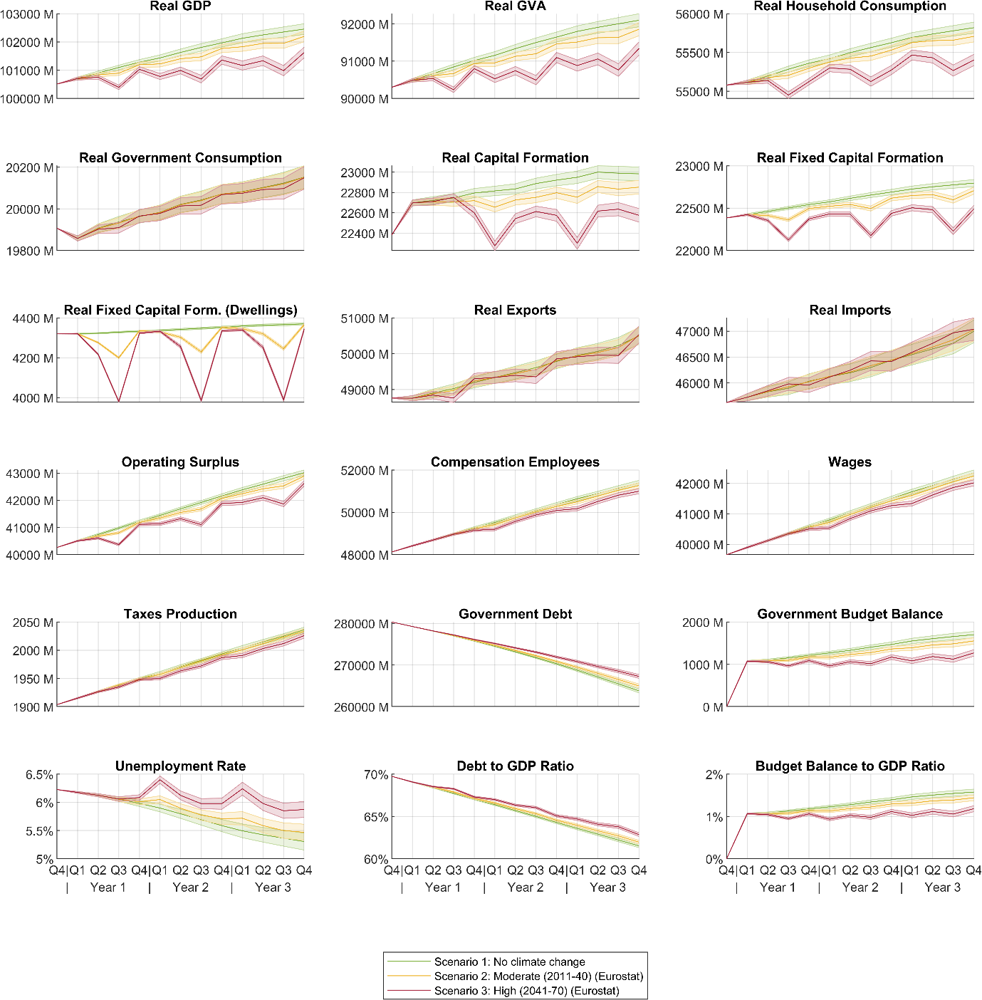 Real GDP
103000 M
102000 M
101000 M
100000 M
Real GVA
92000 M
91000 M
90000 M
Real Household Consumption
56000 M
55500 M
55000 M
Real Government Consumption
20200 M
20000 M
19800 M
Real Capital Formation
23000 M
22800 M
22600 M
22400 M
Real Fixed Capital Formation
23000 M
22500 M
22000 M
Real Fixed Capital Form. (Dwellings)
4400 M
4200 M
4000 M
Real Exports
51000 M
50000 M
49000 M
Real Imports
47000 M
46500 M
46000 M
Operating Surplus
43000 M
42000 M
41000 M
40000 M
Compensation Employees
52000 M
50000 M
48000 M
Wages
42000 M
41000 M
40000 M
Taxes Production
2050 M
2000 M
1950 M
1900 M
Government Debt
280000 M
270000 M
260000 M
Government Budget Balance
2000 M
1000 M
0 M
Unemployment Rate
6.5%
6%
5.5%
5%
Q4|Q1 Q2 Q3 Q4|Q1 Q2 Q3 Q4|Q1 Q2 Q3 Q4
| Year 1 | Year 2 | Year 3
Debt to GDP Ratio
70%
65%
60%
Q4|Q1 Q2 Q3 Q4|Q1 Q2 Q3 Q4|Q1 Q2 Q3 Q4
| Year 1 | Year 2 | Year 3
Budget Balance to GDP Ratio
2%
1%
0%
Q4|Q1 Q2 Q3 Q4|Q1 Q2 Q3 Q4|Q1 Q2 Q3 Q4
| Year 1 | Year 2 | Year 3
Scenario 1: No climate change
Scenario 2: Moderate (2011-40) (Eurostat)
Scenario 3: High (2041-70) (Eurostat)